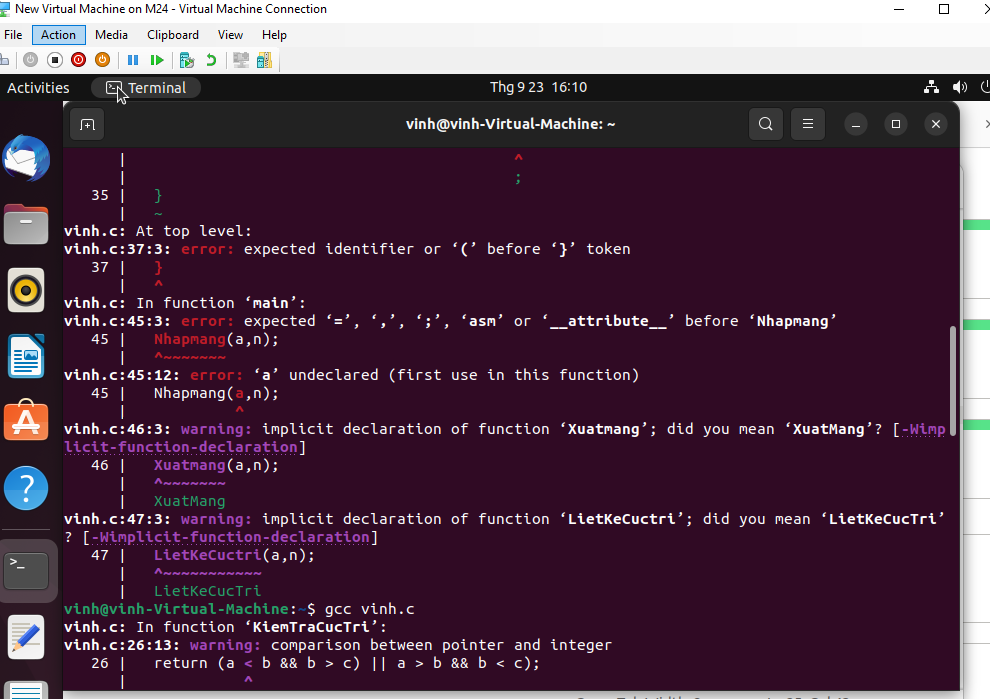 New Virtual Machine on M24 - Virtual Machine Connection
File Action Media Clipboard View Help
Activities Terminal Thg 9 23 16:10
vinh@vinh-Virtual-Machine: ~
| ^
| ;
35 | }
| ~
vinh.c: At top level:
vinh.c:37:3: error: expected identifier or ‘(’ before ‘}’ token
37 | }
| ^
vinh.c: In function ‘main’:
vinh.c:45:3: error: expected ‘=’, ‘,’, ‘;’, ‘asm’ or ‘__attribute__’ before ‘Nhapmang’
45 | Nhapmang(a,n);
| ^~~~~~~~
vinh.c:45:12: error: ‘a’ undeclared (first use in this function)
45 | Nhapmang(a,n);
| ^
vinh.c:46:3: warning: implicit declaration of function ‘Xuatmang’; did you mean ‘XuatMang’? [-Wimp
licit-function-declaration]
46 | Xuatmang(a,n);
| ^~~~~~~~
| XuatMang
vinh.c:47:3: warning: implicit declaration of function ‘LietKeCuctri’; did you mean ‘LietKeCucTri’
? [-Wimplicit-function-declaration]
47 | LietKeCuctri(a,n);
| ^~~~~~~~~~~~
| LietKeCucTri
vinh@vinh-Virtual-Machine:~$ gcc vinh.c
vinh.c: In function ‘KiemTraCucTri’:
vinh.c:26:13: warning: comparison between pointer and integer
26 | return (a < b && b > c) || a > b && b < c);
| ^